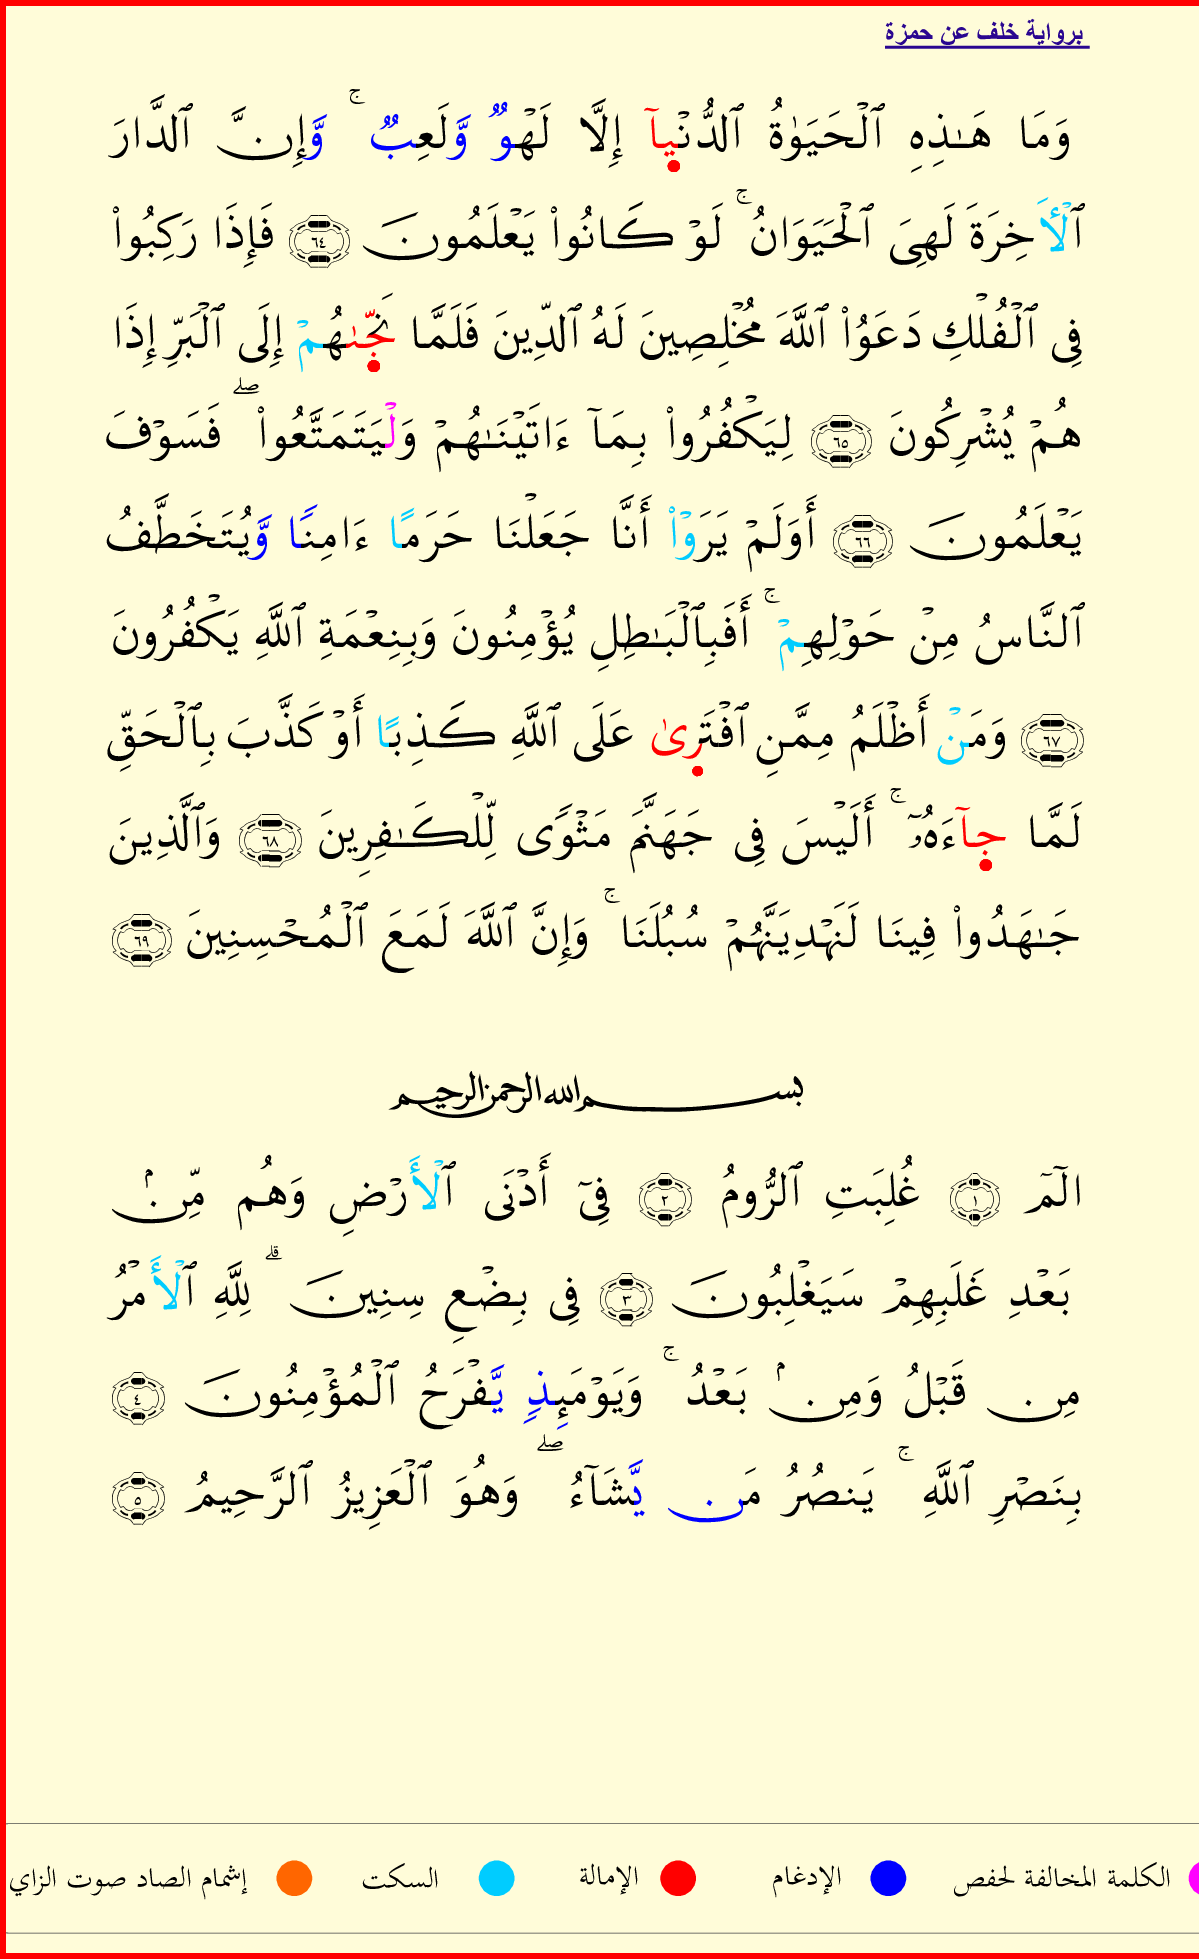 برواية خلف عن حمزة
وَمَا هَـٰذِهِ ٱلْحَيَوٰةُ ٱلدُّنْيِآ إِلَّا لَهْوٌ وَّلَعِبٌ ۚ وَّإِنَّ ٱلدَّارَ
ٱلْأَخِرَةَ لَهِىَ ٱلْحَيَوَانُ ۚ لَوْ كَانُوا۟ يَعْلَمُونَ ٦٤ فَإِذَا رَكِبُوا۟
فِى ٱلْفُلْكِ دَعَوُا۟ ٱللَّهَ مُخْلِصِينَ لَهُ ٱلدِّينَ فَلَمَّا نَجِّىٰهُمْ إِلَى ٱلْبَرِّ إِذَا
هُمْ يُشْرِكُونَ ٦٥ لِيَكْفُرُوا۟ بِمَآ ءَاتَيْنَـٰهُمْ وَلْيَتَمَتَّعُوا۟ ۖ فَسَوْفَ
يَعْلَمُونَ ٦٦ أَوَلَمْ يَرَوْا۟ أَنَّا جَعَلْنَا حَرَمًا ءَامِنًا وَّيُتَخَطَّفُ
ٱلنَّاسُ مِنْ حَوْلِهِمْ ۚ أَفَبِٱلْبَـٰطِلِ يُؤْمِنُونَ وَبِنِعْمَةِ ٱللَّهِ يَكْفُرُونَ
٦٧ وَمَنْ أَظْلَمُ مِمَّنِ ٱفْتَرِىٰ عَلَى ٱللَّهِ كَذِبًا أَوْ كَذَّبَ بِٱلْحَقِّ
لَمَّا جِآءَهُۥٓ ۚ أَلَيْسَ فِى جَهَنَّمَ مَثْوًى لِّلْكَـٰفِرِينَ ٦٨ وَٱلَّذِينَ
جَـٰهَدُوا۟ فِينَا لَنَهْدِيَنَّهُمْ سُبُلَنَا ۚ وَإِنَّ ٱللَّهَ لَمَعَ ٱلْمُحْسِنِينَ ٦٩
بسم الله الرحمن الرحيم
الٓمٓ ١ غُلِبَتِ ٱلرُّومُ ٢ فِىٓ أَدْنَى ٱلْأَرْضِ وَهُم مِّنۢ
بَعْدِ غَلَبِهِمْ سَيَغْلِبُونَ ٣ فِى بِضْعِ سِنِينَ ۗ لِلَّهِ ٱلْأَمْرُ
مِن قَبْلُ وَمِنۢ بَعْدُ ۚ وَيَوْمَئِذٍ يَّفْرَحُ ٱلْمُؤْمِنُونَ ٤
بِنَصْرِ ٱللَّهِ ۚ يَنصُرُ مَن يَّشَآءُ ۖ وَهُوَ ٱلْعَزِيزُ ٱلرَّحِيمُ ٥
الكلمة المخالفة لحفص الإدغام الإمالة السكت إشمام الصاد صوت الزاي